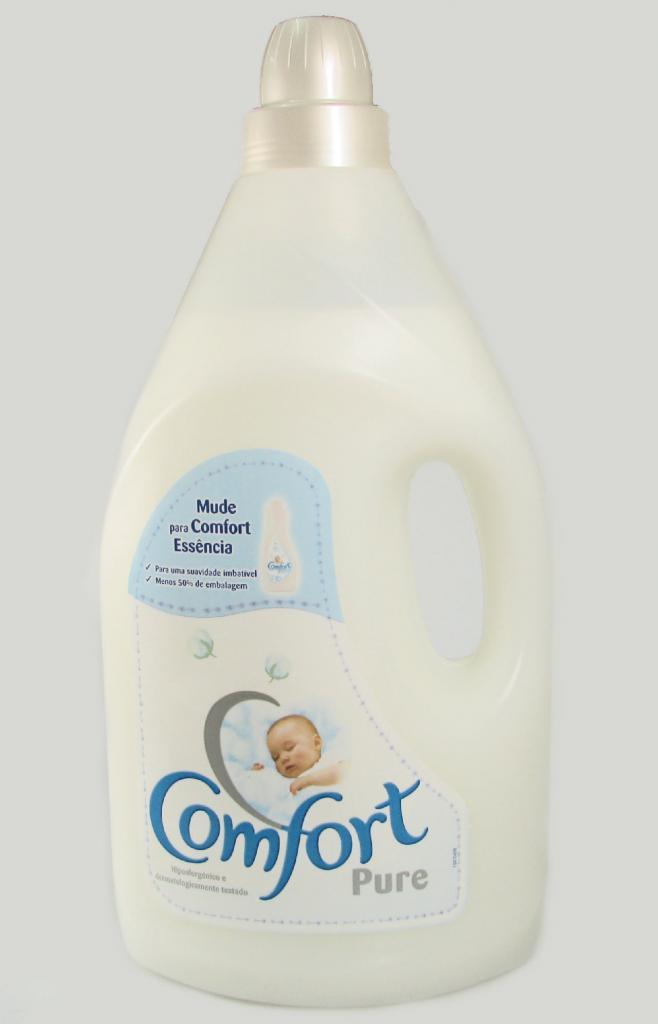 Mude
para Comfort
Essência
✓ Para uma suavidade imbatível
✓ Menos 50% de embalagem
Comfort
Comfort
Pure
Hipoalergénico e
dermatologicamente testado